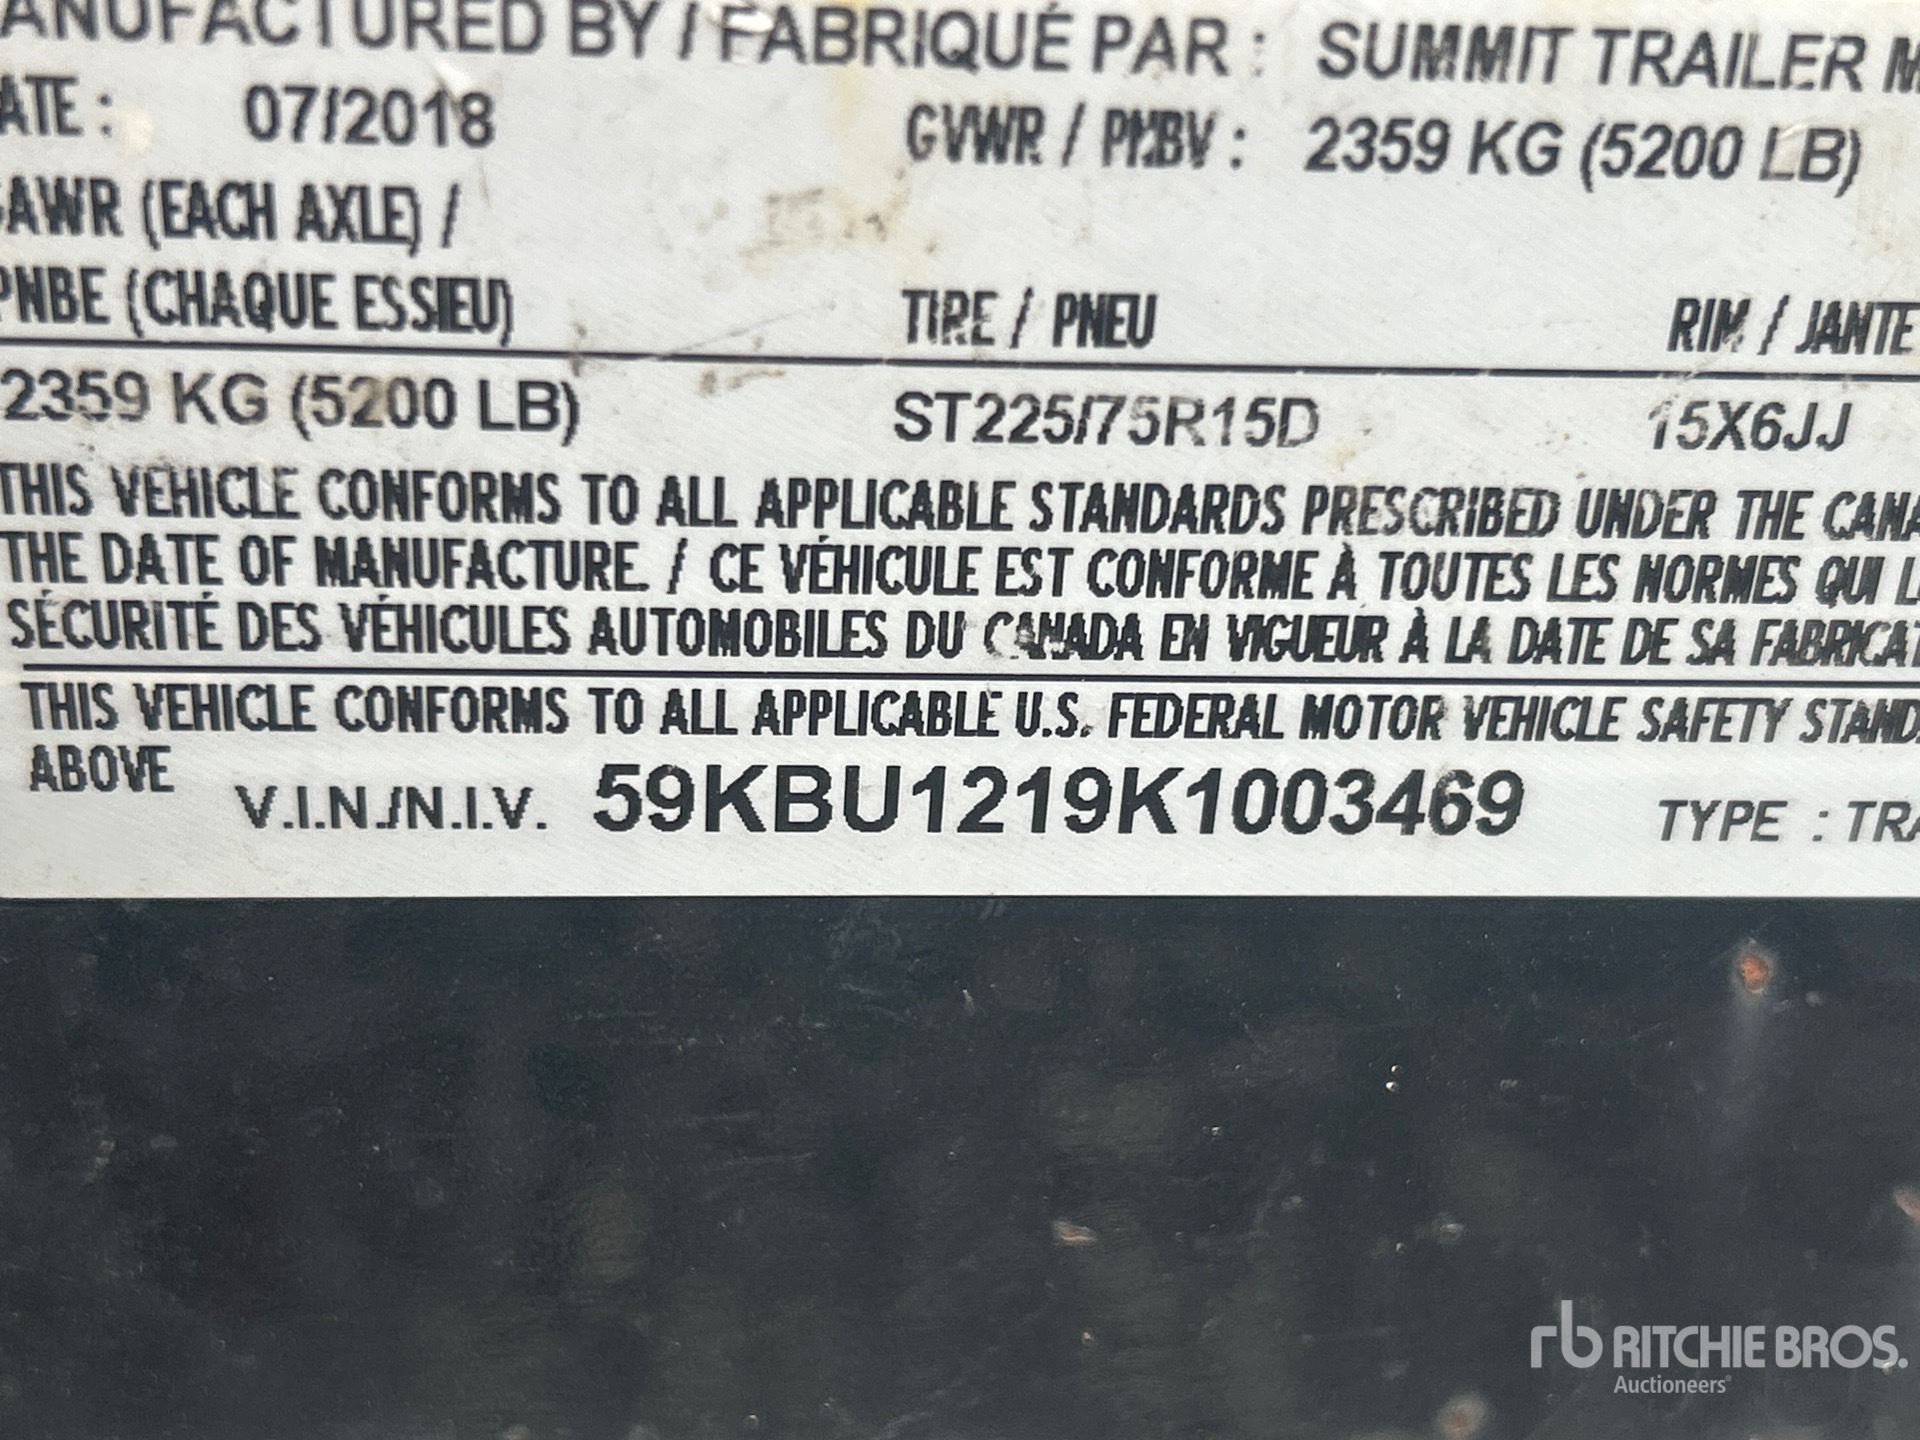 MANUFACTURED BY / FABRIQUÉ PAR : SUMMIT TRAILER M
ATE : 07/2018 GVWR / PNBV : 2359 KG (5200 LB)
GAWR (EACH AXLE) /
PNBE (CHAQUE ESSIEU) TIRE / PNEU RIM / JANTE
2359 KG (5200 LB) ST225/75R15D 15X6JJ
THIS VEHICLE CONFORMS TO ALL APPLICABLE STANDARDS PRESCRIBED UNDER THE CANA
THE DATE OF MANUFACTURE. / CE VÉHICULE EST CONFORME À TOUTES LES NORMES QUI L
SÉCURITÉ DES VÉHICULES AUTOMOBILES DU CANADA EN VIGUEUR À LA DATE DE SA FABRICAT
THIS VEHICLE CONFORMS TO ALL APPLICABLE U.S. FEDERAL MOTOR VEHICLE SAFETY STAND
ABOVE
V.I.N./N.I.V. 59KBU1219K1003469 TYPE : TRA
rb RITCHIE BROS.
Auctioneers